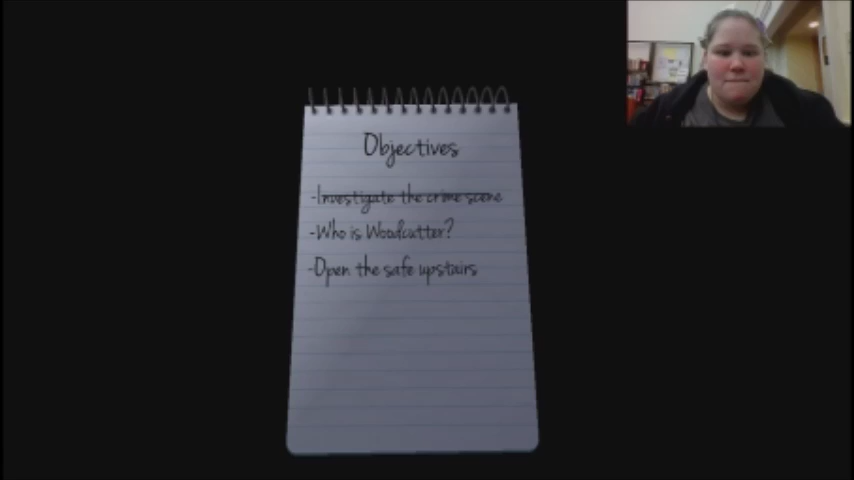 Objectives
-Investigate the crime scene
-Who is Woodcutter?
-Open the safe upstairs